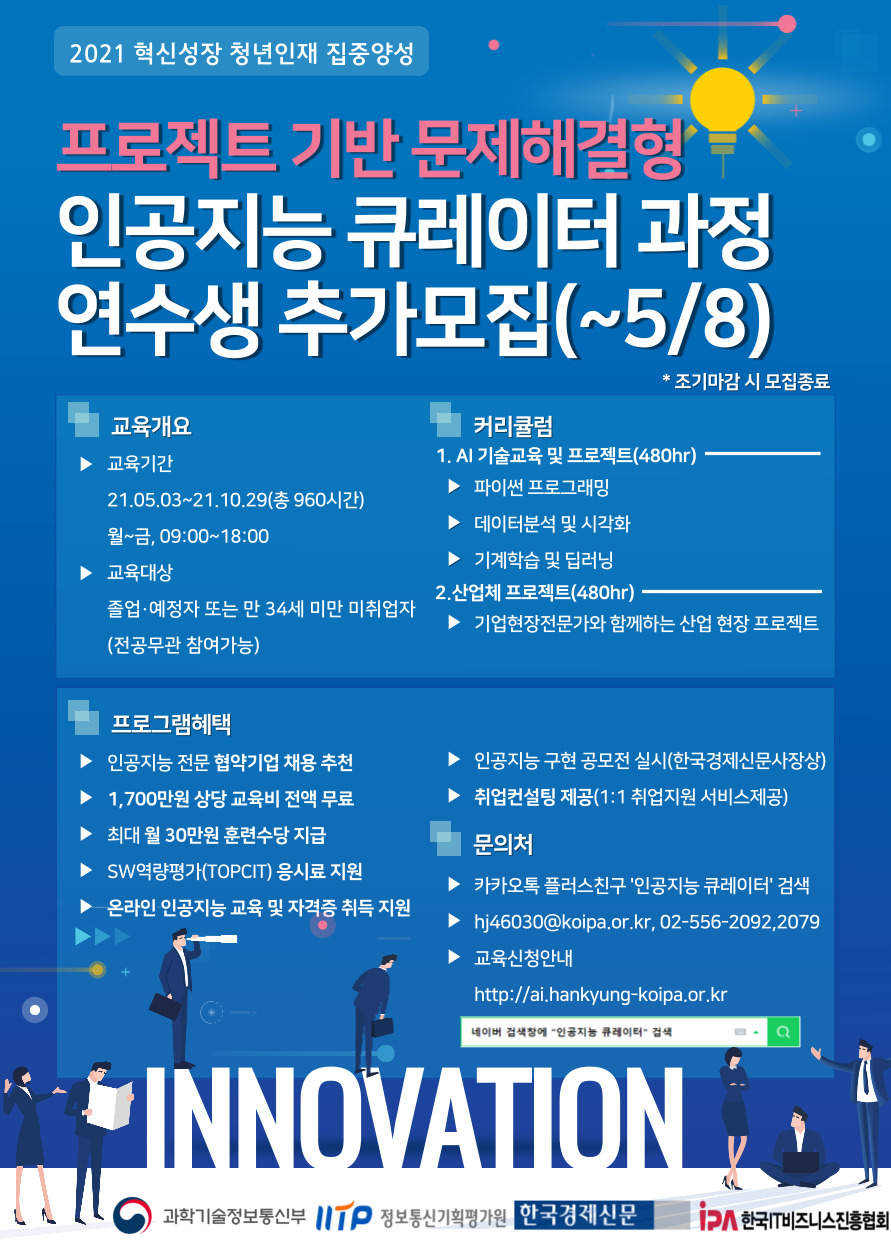 2021 혁신성장 청년인재 집중양성
프로젝트 기반 문제해결형
인공지능 큐레이터 과정
연수생 추가모집(~5/8)
* 조기마감 시 모집종료
교육개요
▶ 교육기간
21.05.03~21.10.29(총 960시간)
월~금, 09:00~18:00
▶ 교육대상
졸업·예정자 또는 만 34세 미만 미취업자
(전공무관 참여가능)
커리큘럼
1. AI 기술교육 및 프로젝트(480hr)
▶ 파이썬 프로그래밍
▶ 데이터분석 및 시각화
▶ 기계학습 및 딥러닝
2.산업체 프로젝트(480hr)
▶ 기업현장전문가와 함께하는 산업 현장 프로젝트
프로그램혜택
▶ 인공지능 전문 협약기업 채용 추천
▶ 1,700만원 상당 교육비 전액 무료
▶ 최대 월 30만원 훈련수당 지급
▶ SW역량평가(TOPCIT) 응시료 지원
▶ 온라인 인공지능 교육 및 자격증 취득 지원
▶ 인공지능 구현 공모전 실시(한국경제신문사장상)
▶ 취업컨설팅 제공(1:1 취업지원 서비스제공)
문의처
▶ 카카오톡 플러스친구 '인공지능 큐레이터' 검색
▶ hj46030@koipa.or.kr, 02-556-2092,2079
▶ 교육신청안내
http://ai.hankyung-koipa.or.kr
네이버 검색창에 "인공지능 큐레이터" 검색
INNOVATION
과학기술정보통신부 IITP 정보통신기획평가원 한국경제신문 iPA 한국IT비즈니스진흥협회